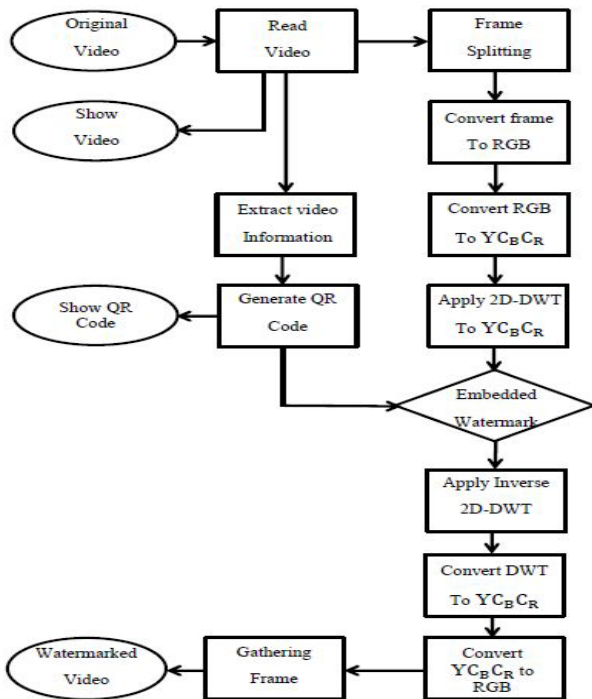 Original
Video
Read
Video
Frame
Splitting
Show
Video
Convert frame
To RGB
Extract video
Information
Convert RGB
To YCBCR
Show QR
Code
Generate QR
Code
Apply 2D-DWT
To YCBCR
Embedded
Watermark
Apply Inverse
2D-DWT
Convert DWT
To YCBCR
Watermarked
Video
Gathering
Frame
Convert
YCBCR to
RGB